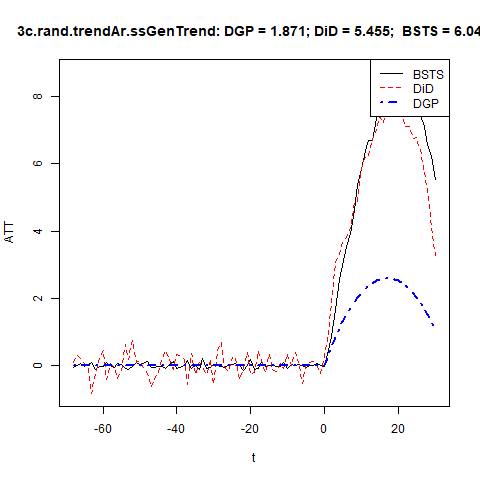 3c.rand.trendAr.ssGenTrend: DGP = 1.871; DiD = 5.455; BSTS = 6.04
BSTS
DiD
DGP
8
6
4
2
0
ATT
-60 -40 -20 0 20
t